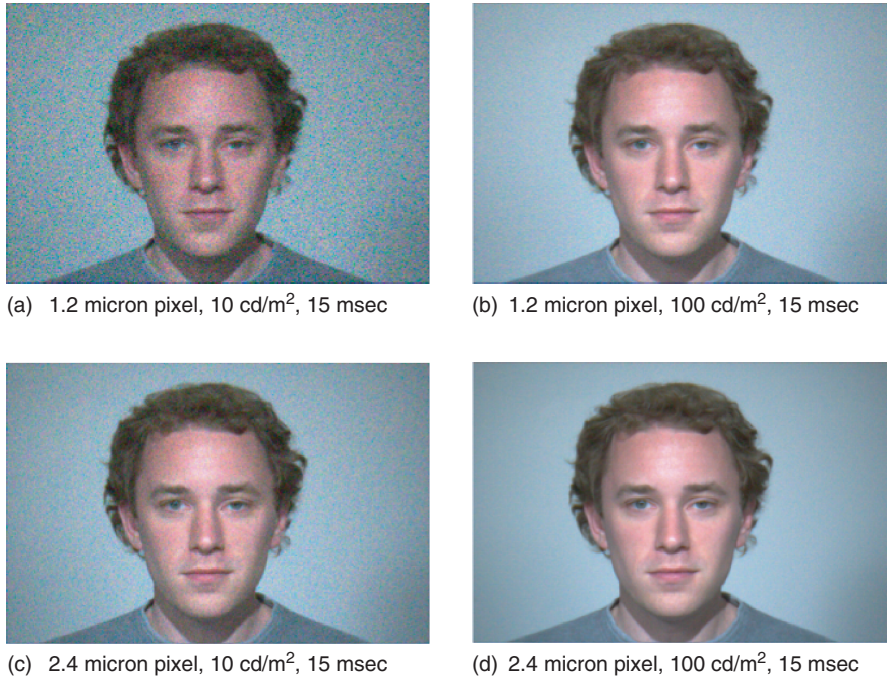 (a) 1.2 micron pixel, 10 cd/m², 15 msec
(b) 1.2 micron pixel, 100 cd/m², 15 msec
(c) 2.4 micron pixel, 10 cd/m², 15 msec
(d) 2.4 micron pixel, 100 cd/m², 15 msec